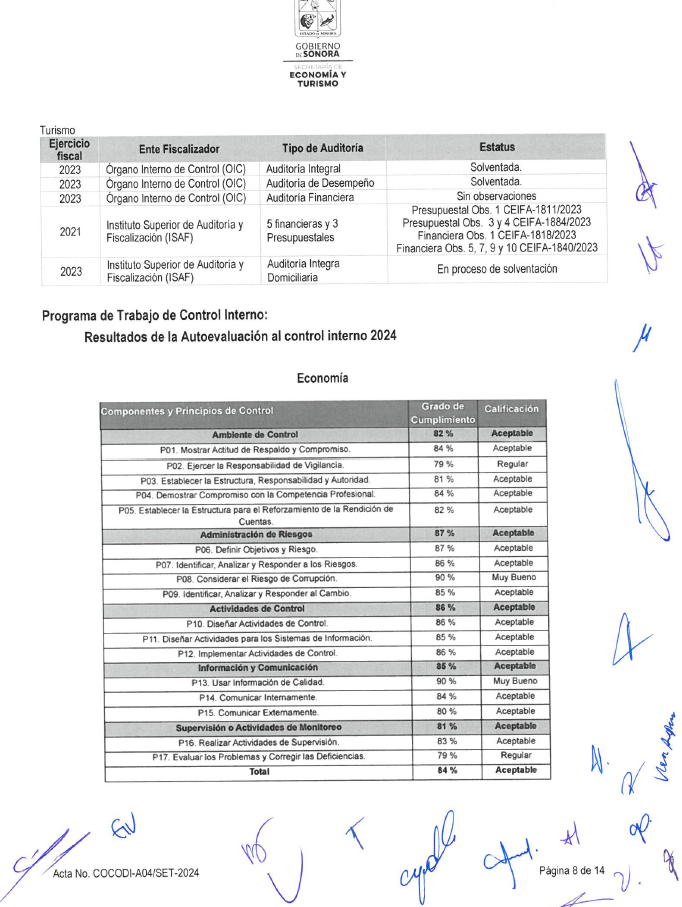 ESTADO DE SONORA
GOBIERNO
DE SONORA
SECRETARÍA DE
ECONOMÍA Y
TURISMO
Turismo
Ejercicio fiscal Ente Fiscalizador Tipo de Auditoría Estatus
2023 Órgano Interno de Control (OIC) Auditoría Integral Solventada.
2023 Órgano Interno de Control (OIC) Auditoría de Desempeño Solventada.
2023 Órgano Interno de Control (OIC) Auditoría Financiera Sin observaciones
2021 Instituto Superior de Auditoría y Fiscalización (ISAF) 5 financieras y 3 Presupuestales
Presupuestal Obs. 1 CEIFA-1811/2023
Presupuestal Obs. 3 y 4 CEIFA-1884/2023
Financiera Obs. 1 CEIFA-1818/2023
Financiera Obs. 5, 7, 9 y 10 CEIFA-1840/2023
2023 Instituto Superior de Auditoría y Fiscalización (ISAF) Auditoría Integra Domiciliaria En proceso de solventación
Programa de Trabajo de Control Interno:
Resultados de la Autoevaluación al control interno 2024
Economía
Componentes y Principios de Control Grado de Cumplimiento Calificación
Ambiente de Control 82 % Aceptable
P01. Mostrar Actitud de Respaldo y Compromiso. 84 % Aceptable
P02. Ejercer la Responsabilidad de Vigilancia. 79 % Regular
P03. Establecer la Estructura, Responsabilidad y Autoridad. 81 % Aceptable
P04. Demostrar Compromiso con la Competencia Profesional. 84 % Aceptable
P05. Establecer la Estructura para el Reforzamiento de la Rendición de Cuentas. 82 % Aceptable
Administración de Riesgos 87 % Aceptable
P06. Definir Objetivos y Riesgo. 87 % Aceptable
P07. Identificar, Analizar y Responder a los Riesgos. 86 % Aceptable
P08. Considerar el Riesgo de Corrupción. 90 % Muy Bueno
P09. Identificar, Analizar y Responder al Cambio. 85 % Aceptable
Actividades de Control 86 % Aceptable
P10. Diseñar Actividades de Control. 86 % Aceptable
P11. Diseñar Actividades para los Sistemas de Información. 85 % Aceptable
P12. Implementar Actividades de Control. 86 % Aceptable
Información y Comunicación 85 % Aceptable
P13. Usar Información de Calidad. 90 % Muy Bueno
P14. Comunicar Internamente. 84 % Aceptable
P15. Comunicar Externamente. 80 % Aceptable
Supervisión o Actividades de Monitoreo 81 % Aceptable
P16. Realizar Actividades de Supervisión. 83 % Aceptable
P17. Evaluar los Problemas y Corregir las Deficiencias. 79 % Regular
Total 84 % Aceptable
Acta No. COCODI-A04/SET-2024
Página 8 de 14